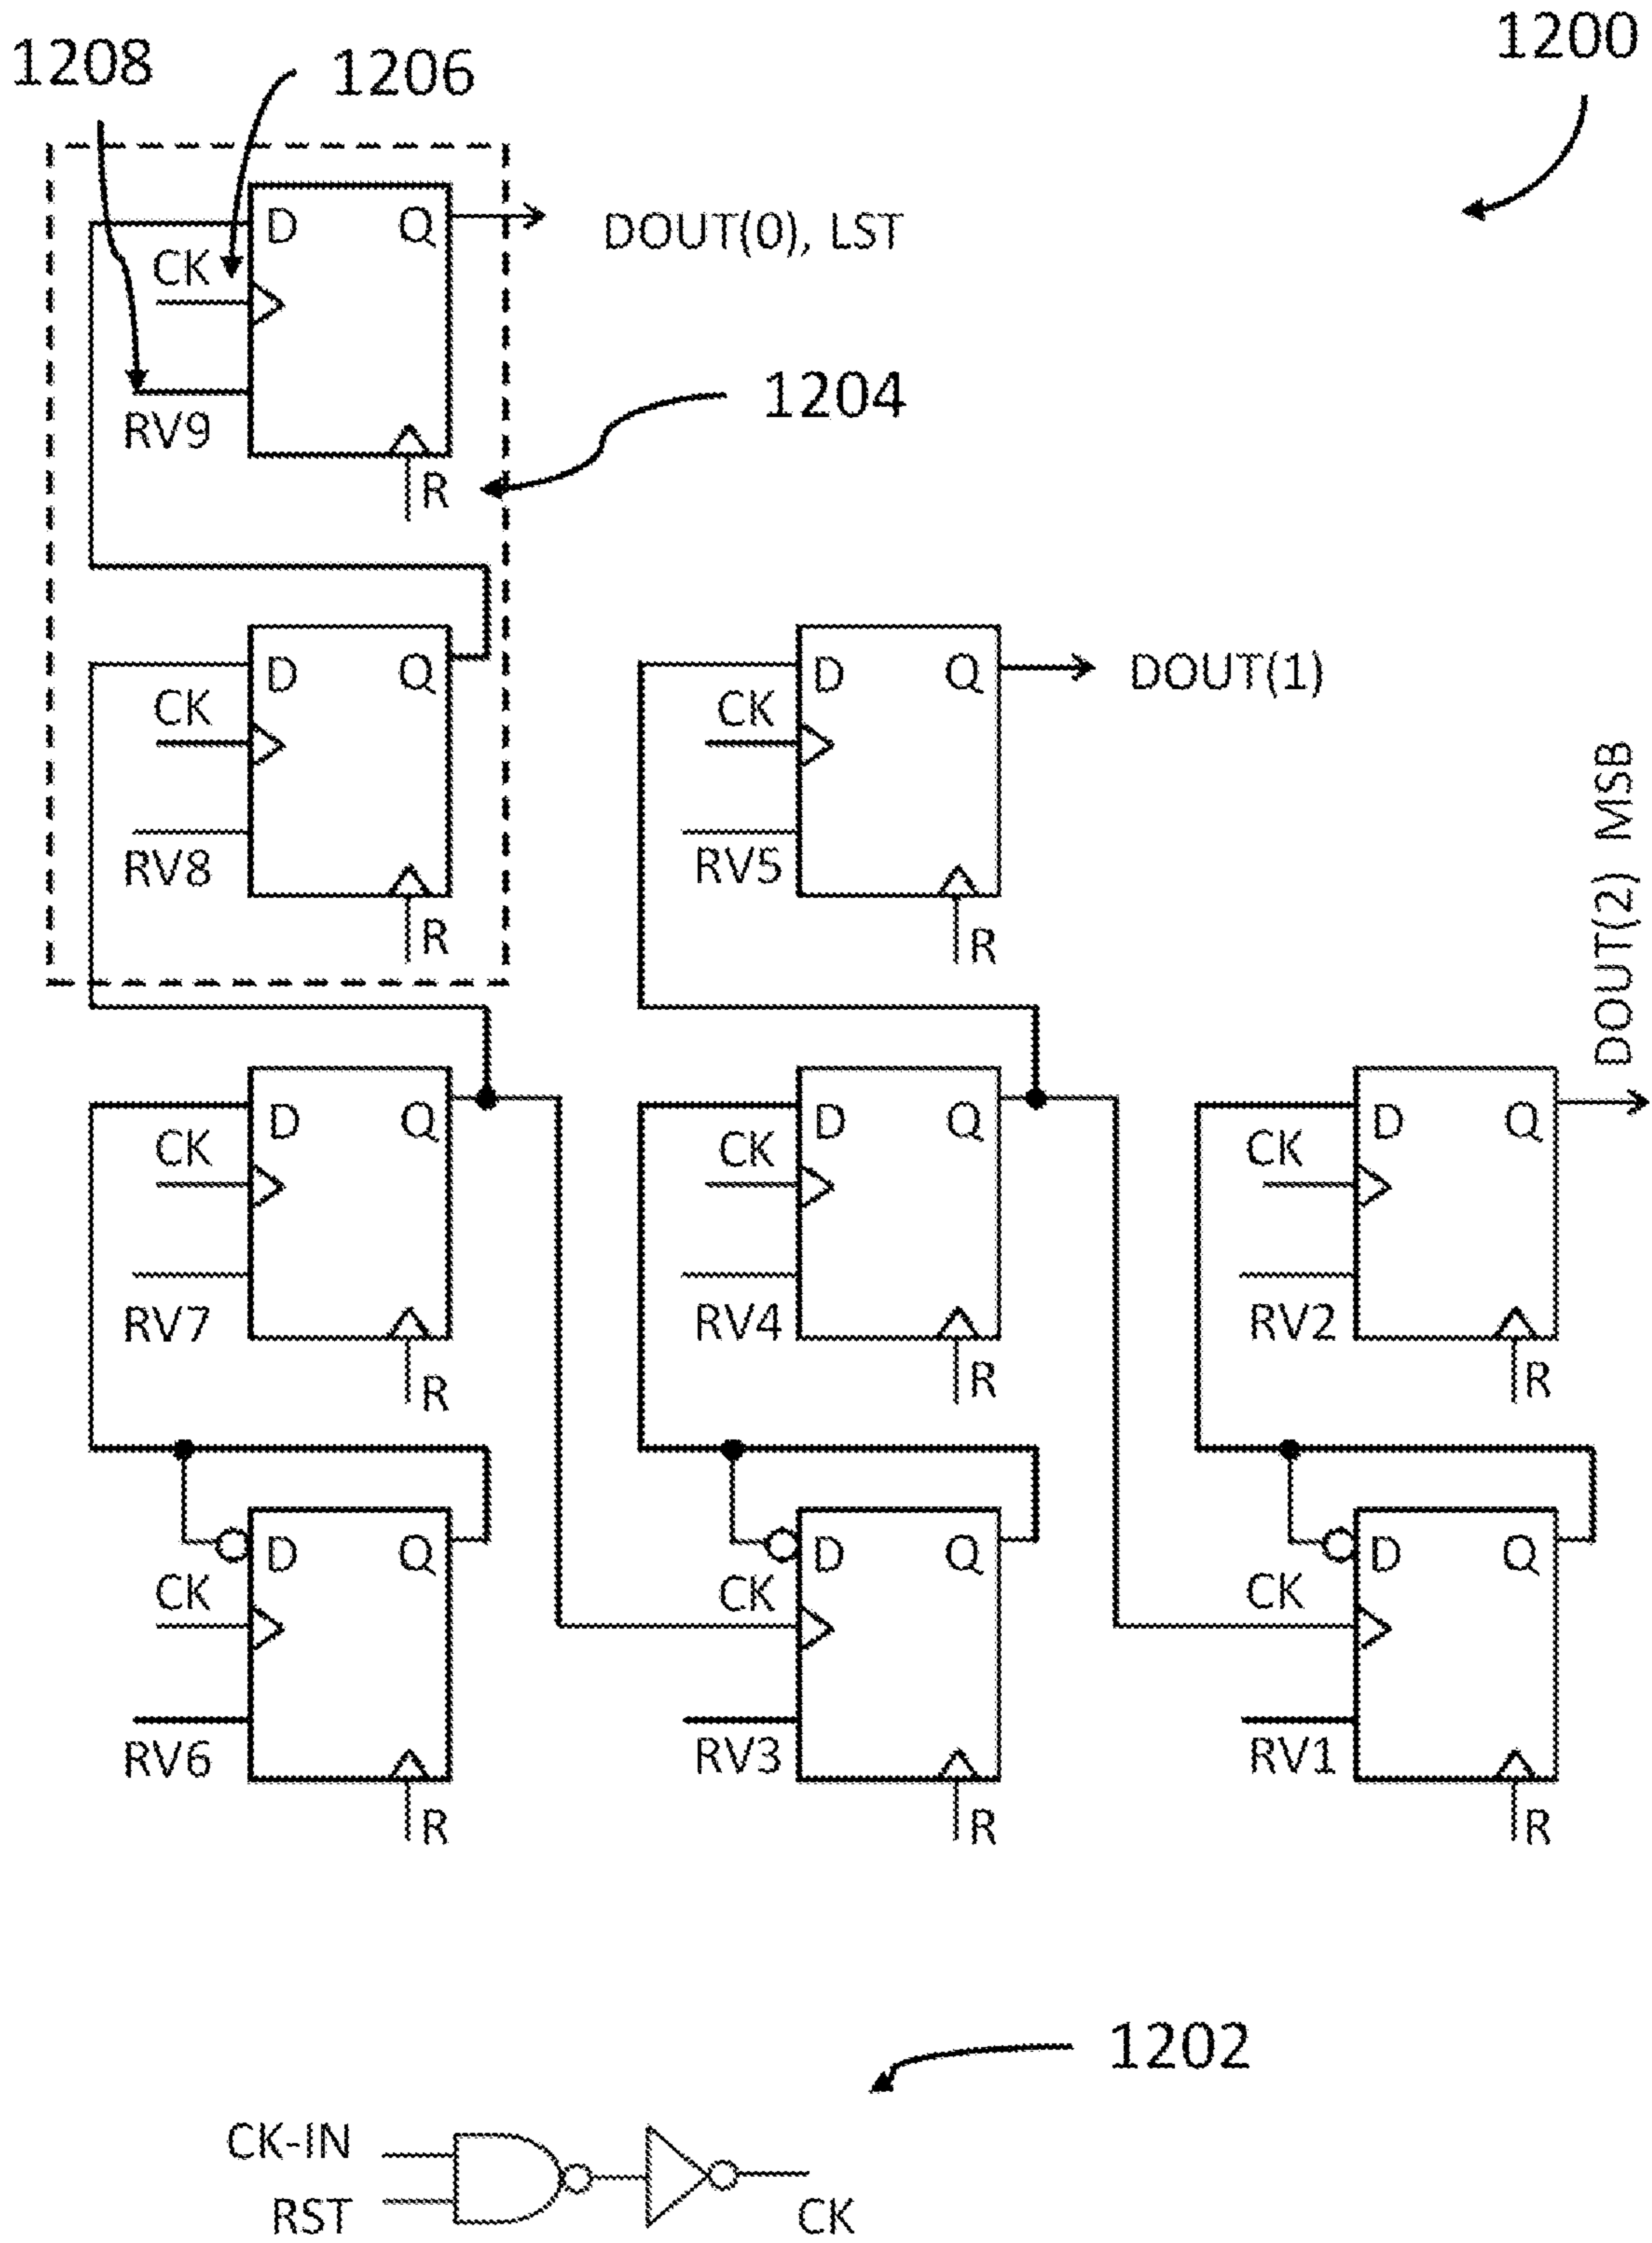 1200
1208
1206
D Q
DOUT(0), LST
CK
1204
RV9
R
D Q
DOUT(1)
CK
RV8
R
D Q
CK
RV5
R
DOUT(2) MSB
D Q
CK
RV7
R
D Q
CK
RV4
R
D Q
CK
RV2
R
D Q
CK
RV6
R
D Q
CK
RV3
R
D Q
CK
RV1
R
1202
CK-IN
RST
CK